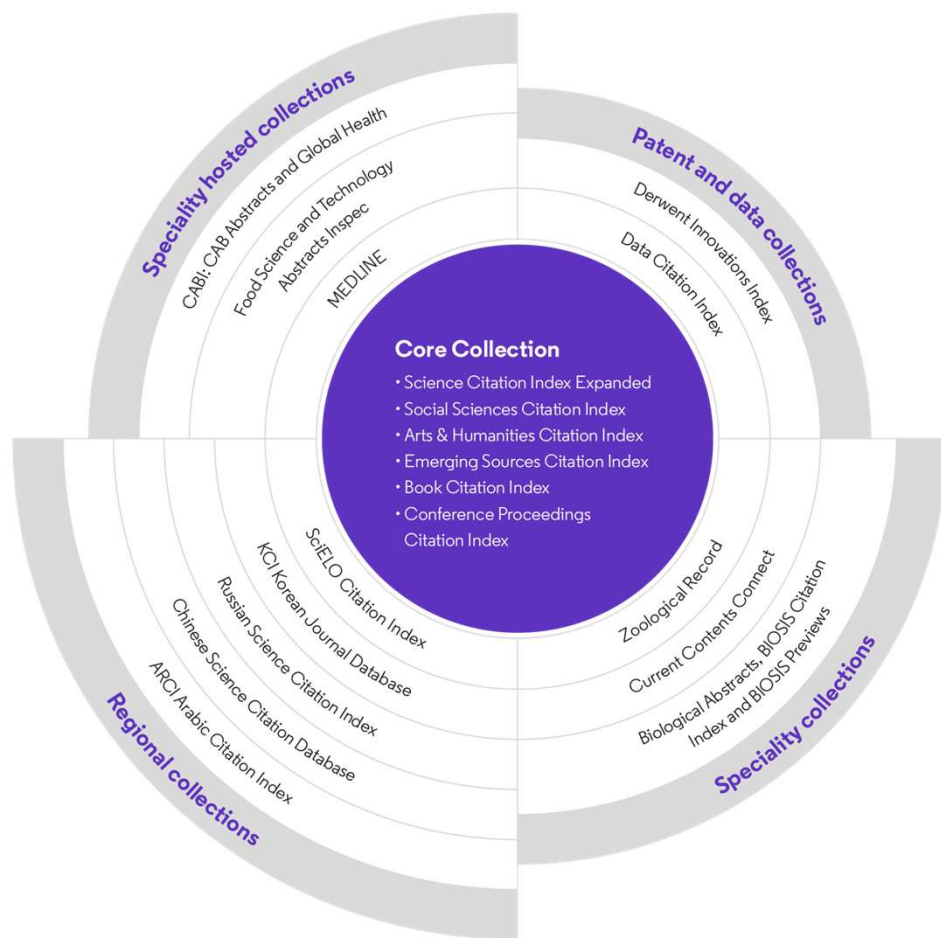 Speciality hosted collections
CABI: CAB Abstracts and Global Health
Food Science and Technology
Abstracts Inspec
MEDLINE
Patent and data collections
Derwent Innovations Index
Data Citation Index
Core Collection
• Science Citation Index Expanded
• Social Sciences Citation Index
• Arts & Humanities Citation Index
• Emerging Sources Citation Index
• Book Citation Index
• Conference Proceedings
Citation Index
SciELO Citation Index
KCI Korean Journal Database
Russian Science Citation Index
Chinese Science Citation Database
ARCI Arabic Citation Index
Regional collections
Zoological Record
Current Contents Connect
Biological Abstracts, BIOSIS Citation
Index and BIOSIS Previews
Speciality collections